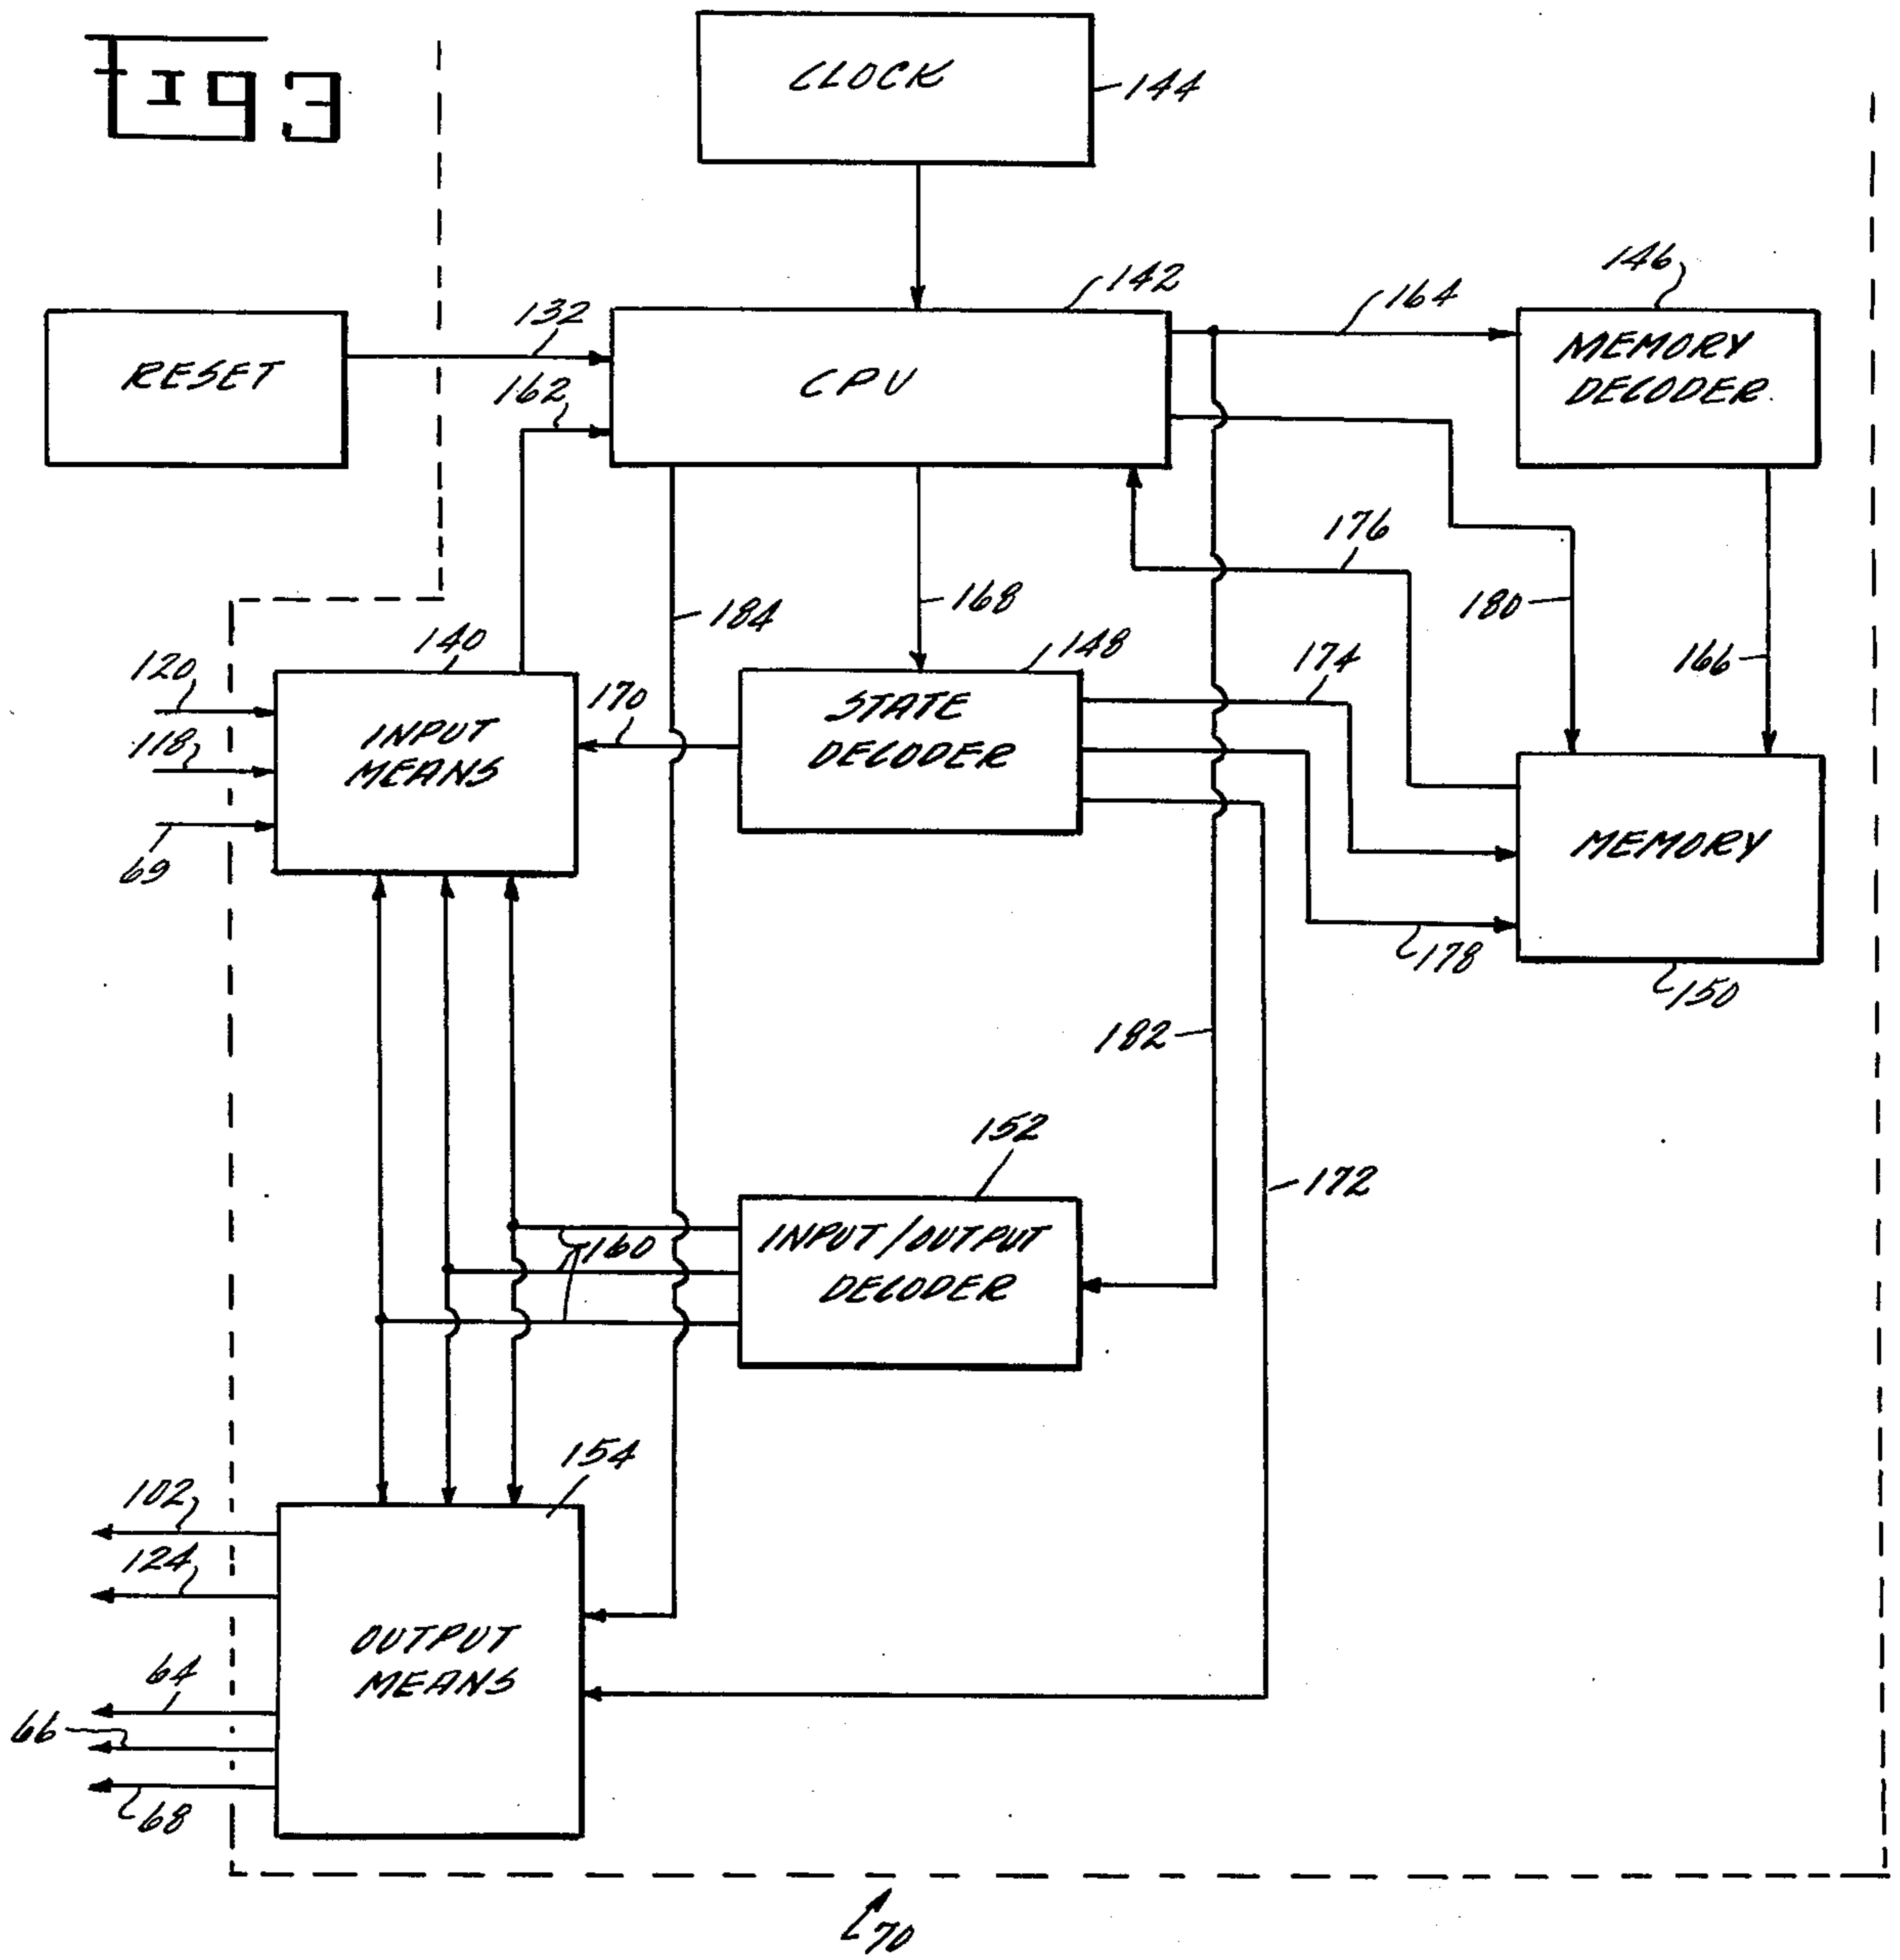 Fig 3
CLOCK
144
RESET
132
162
142
CPU
164
146
MEMORY
DECODER
176
180
166
184
168
140
120
118
69
INPUT
MEANS
170
148
STATE
DECODER
174
178
MEMORY
150
182
172
152
160
INPUT/OUTPUT
DECODER
154
102
124
64
66
68
OUTPUT
MEANS
70